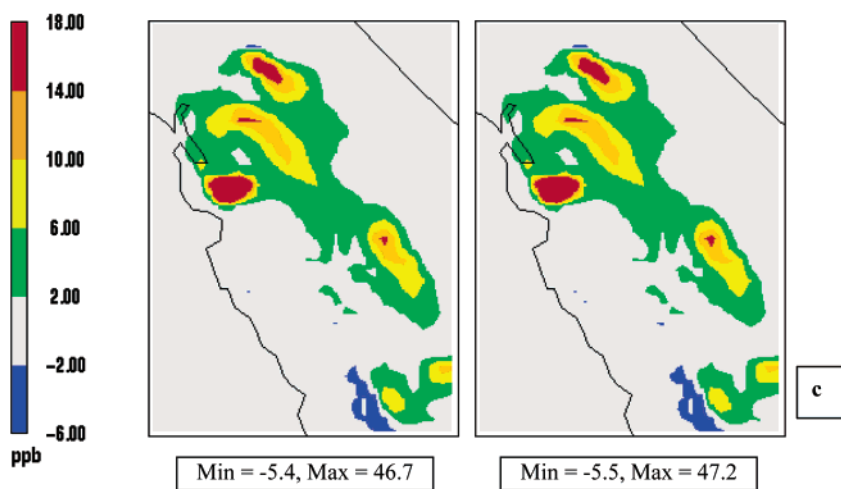 18.00
14.00
10.00
6.00
2.00
-2.00
-6.00
ppb
c
Min = -5.4, Max = 46.7
Min = -5.5, Max = 47.2